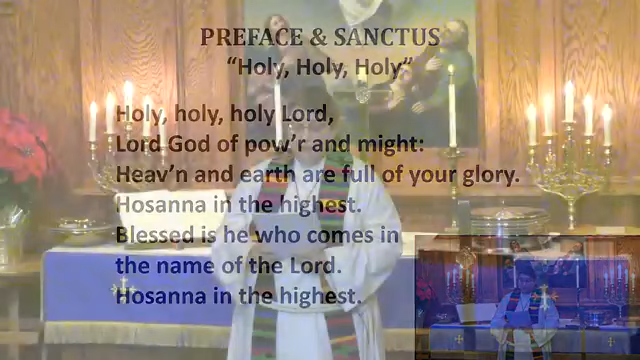 PREFACE & SANCTUS
“Holy, Holy, Holy”
Holy, holy, holy Lord,
Lord God of pow’r and might:
Heav’n and earth are full of your glory.
Hosanna in the highest.
Blessed is he who comes in
the name of the Lord.
Hosanna in the highest.